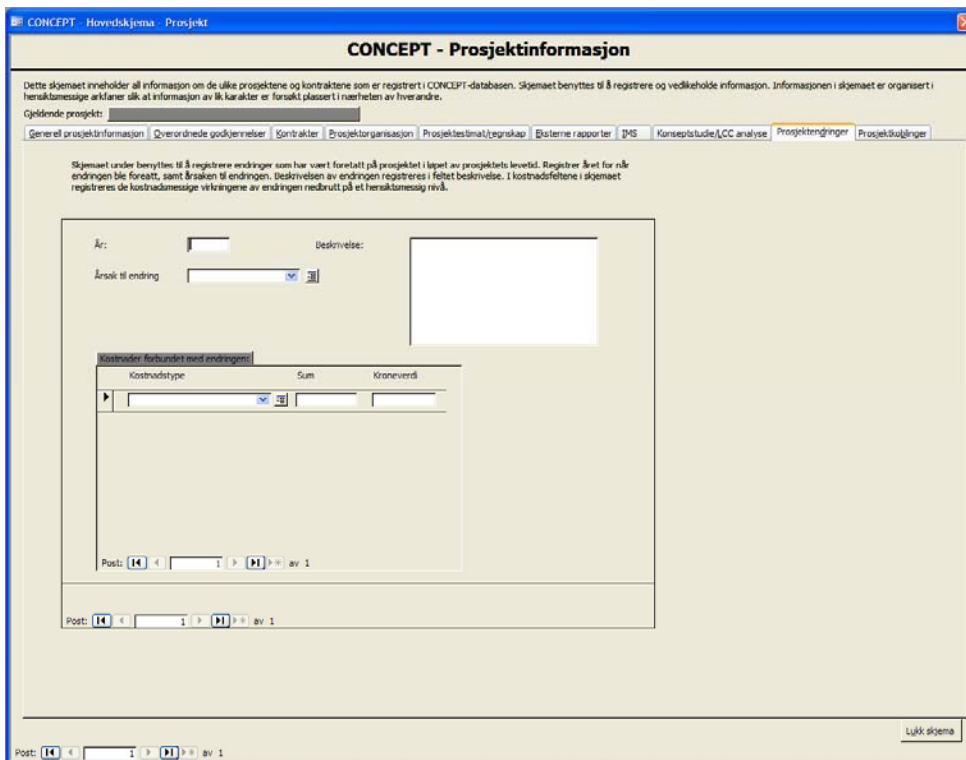 CONCEPT - Hovedskjema - Prosjekt
CONCEPT - Prosjektinformasjon
Dette skjemaet inneholder all informasjon om de ulike prosjektene og kontraktene som er registrert i CONCEPT-databasen. Skjemaet benyttes til å registrere og vedlikeholde informasjon. Informasjonen i skjemaet er organisert i
hensiktsmessige arkfaner slik at informasjon av lik karakter er forsøkt plassert i nærheten av hverandre.
Gjeldende prosjekt:
Generell prosjektinformasjon Overordnede godkjennelser Kontrakter Prosjektorganisasjon Prosjektestimat/regnskap Eksterne rapporter IMS Konseptstudie/LCC analyse Prosjektendringer Prosjektkoblinger
Skjemaet under benyttes til å registrere endringer som har vært foretatt på prosjektet i løpet av prosjektets levetid. Registrer året for når
endringen ble foreatt, samt årsaken til endringen. Beskrivelsen av endringen registreres i feltet beskrivelse. I kostnadsfeltene i skjemaet
registreres de kostnadsmessige virkningene av endringen nedbrutt på et hensiktsmessig nivå.
År: Beskrivelse:
Årsak til endring
Kostnader forbundet med endringen:
Kostnadstype Sum Kroneverdi
Post: 1 av 1
Post: 1 av 1
Lukk skjema
Post: 1 av 1